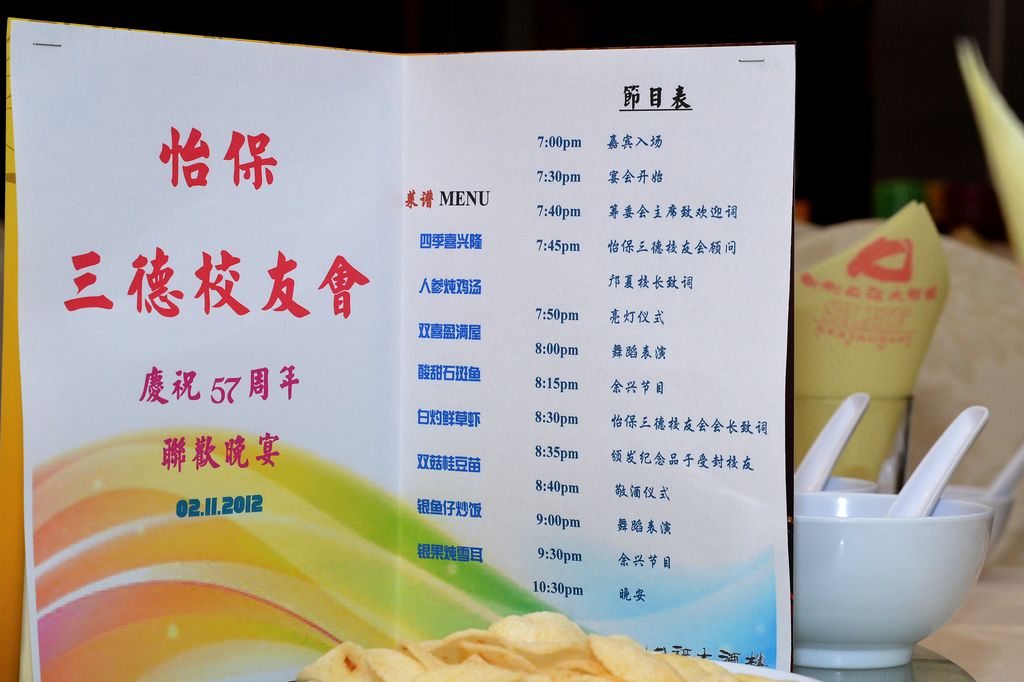 怡保
三德校友會
慶祝57周年
聯歡晚宴
02.11.2012
菜谱 MENU
四季喜兴隆
人参炖鸡汤
双喜盈满屋
酸甜石斑鱼
白灼鲜草虾
双菇桂豆苗
银鱼仔炒饭
银果炖雪耳
節目表
7:00pm 嘉宾入场
7:30pm 宴会开始
7:40pm 筹委会主席致欢迎词
7:45pm 怡保三德校友会顾问
邝夏校长致词
7:50pm 亮灯仪式
8:00pm 舞蹈表演
8:15pm 余兴节目
8:30pm 怡保三德校友会会长致词
8:35pm 颁发纪念品于受封校友
8:40pm 敬酒仪式
9:00pm 舞蹈表演
9:30pm 余兴节目
10:30pm 晚安
大酒楼
RESTAURANT